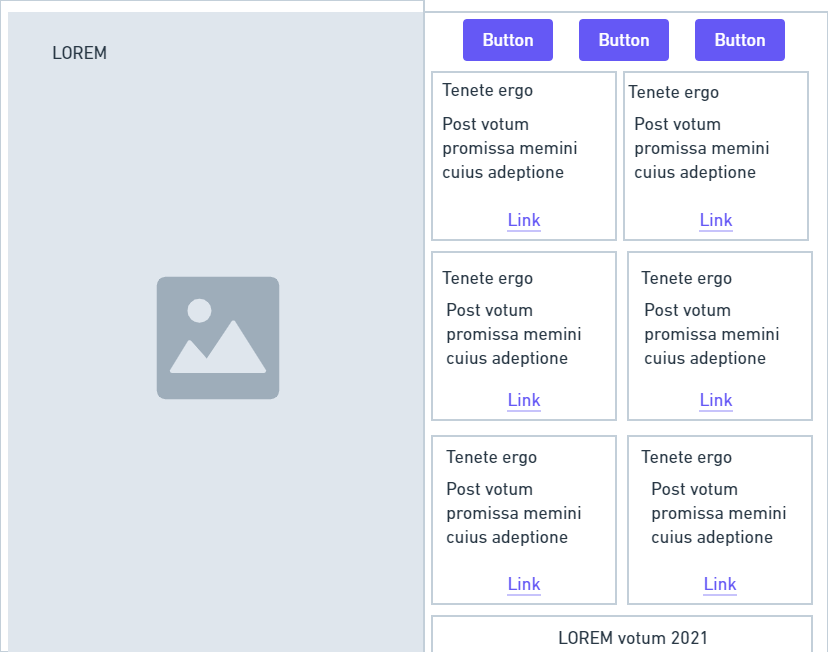 LOREM
Button
Button
Button
Tenete ergo
Post votum
promissa memini
cuius adeptione
Link
Tenete ergo
Post votum
promissa memini
cuius adeptione
Link
Tenete ergo
Post votum
promissa memini
cuius adeptione
Link
Tenete ergo
Post votum
promissa memini
cuius adeptione
Link
Tenete ergo
Post votum
promissa memini
cuius adeptione
Link
Tenete ergo
Post votum
promissa memini
cuius adeptione
Link
LOREM votum 2021